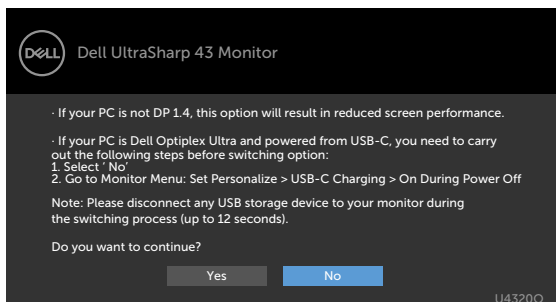 DELL
Dell UltraSharp 43 Monitor
· If your PC is not DP 1.4, this option will result in reduced screen performance.
· If your PC is Dell Optiplex Ultra and powered from USB-C, you need to carry
out the following steps before switching option:
1. Select ‘ No’
2. Go to Monitor Menu: Set Personalize > USB-C Charging > On During Power Off
Note: Please disconnect any USB storage device to your monitor during
the switching process (up to 12 seconds).
Do you want to continue?
Yes No
U4320Q